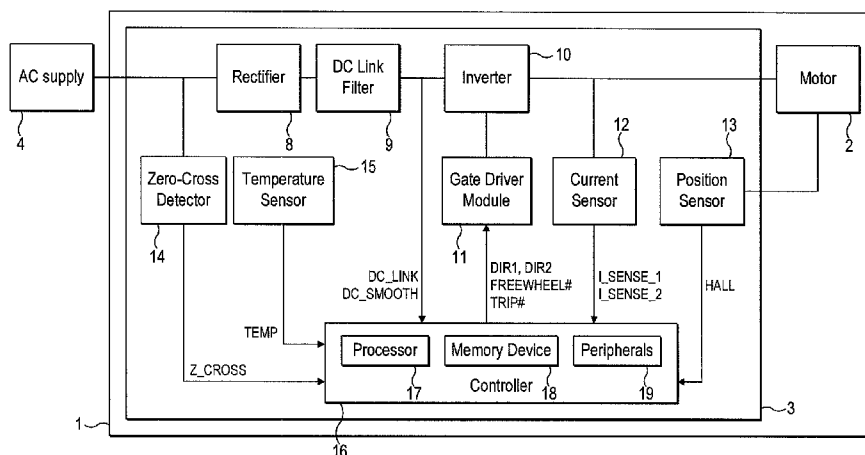 10
AC supply
Rectifier
DC Link
Filter
Inverter
Motor
4
8
9
12
13
2
15
Zero-Cross
Detector
Temperature
Sensor
Gate Driver
Module
Current
Sensor
Position
Sensor
14
11
DC_LINK
DC_SMOOTH
DIR1, DIR2
FREEWHEEL#
TRIP#
I_SENSE_1
I_SENSE_2
HALL
TEMP
Z_CROSS
Processor
Memory Device
Peripherals
17
18
19
Controller
1
3
16